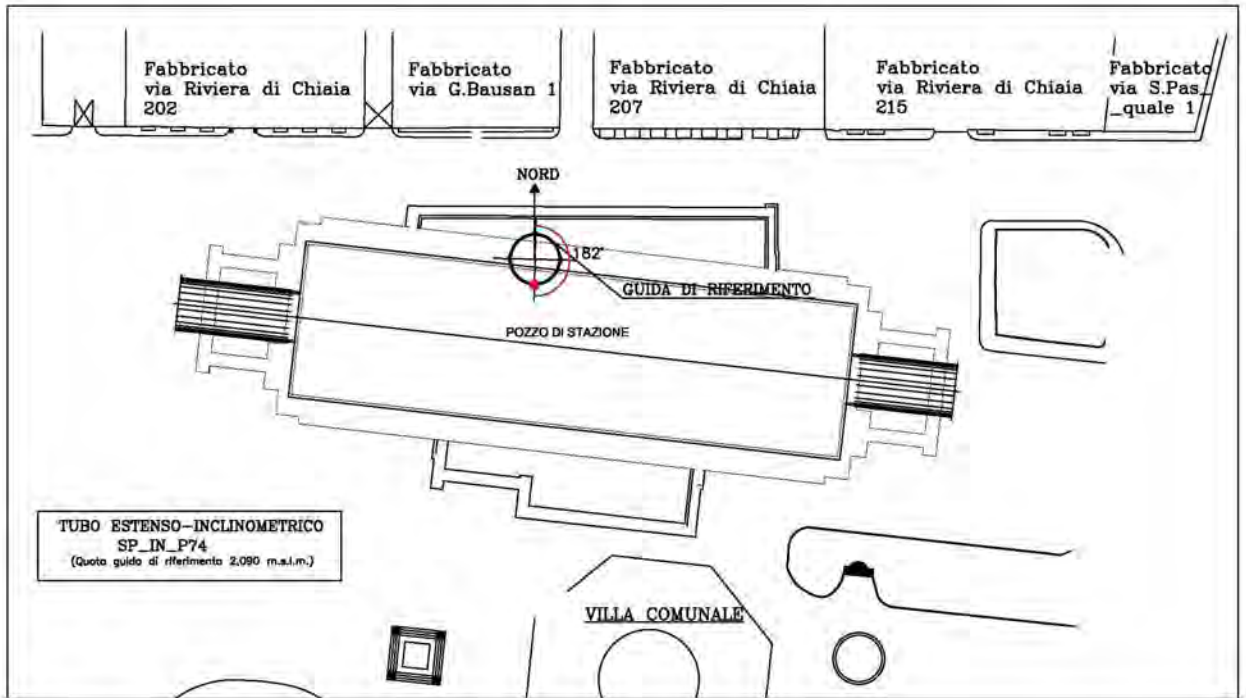 Fabbricato
via Riviera di Chiaia
202
Fabbricato
via G.Bausan 1
Fabbricato
via Riviera di Chiaia
207
Fabbricato
via Riviera di Chiaia
215
Fabbricato
via S.Pas_
_quale 1
NORD
182°
GUIDA DI RIFERIMENTO
POZZO DI STAZIONE
TUBO ESTENSO-INCLINOMETRICO
SP_IN_P74
(Quota guida di riferimento 2,090 m.s.l.m.)
VILLA COMUNALE